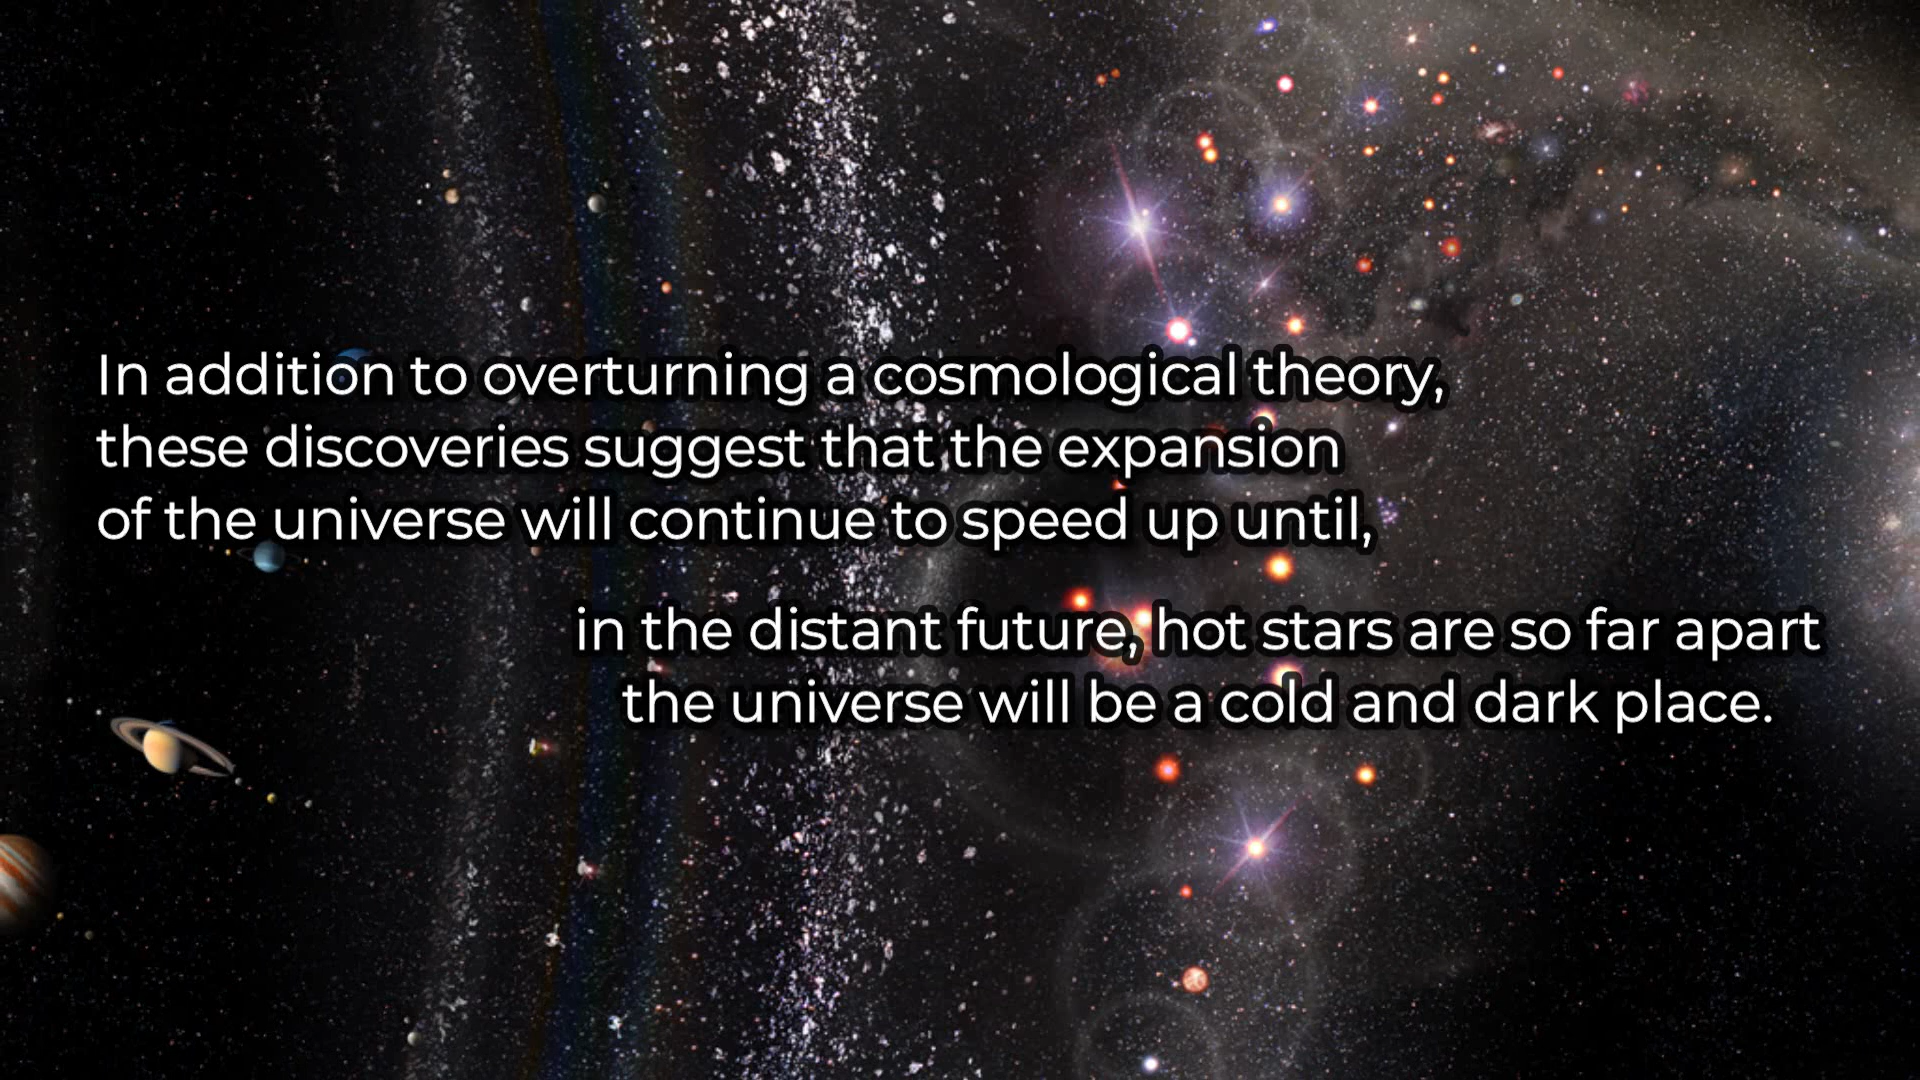 In addition to overturning a cosmological theory,
these discoveries suggest that the expansion
of the universe will continue to speed up until,
in the distant future, hot stars are so far apart
the universe will be a cold and dark place.